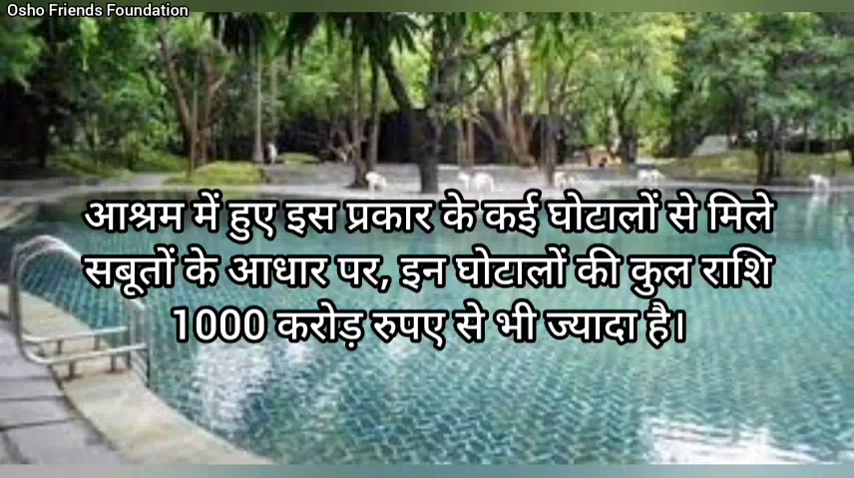 Osho Friends Foundation
आश्रम में हुए इस प्रकार के कई घोटालों से मिले
सबूतों के आधार पर, इन घोटालों की कुल राशि
1000 करोड़ रुपए से भी ज्यादा है।